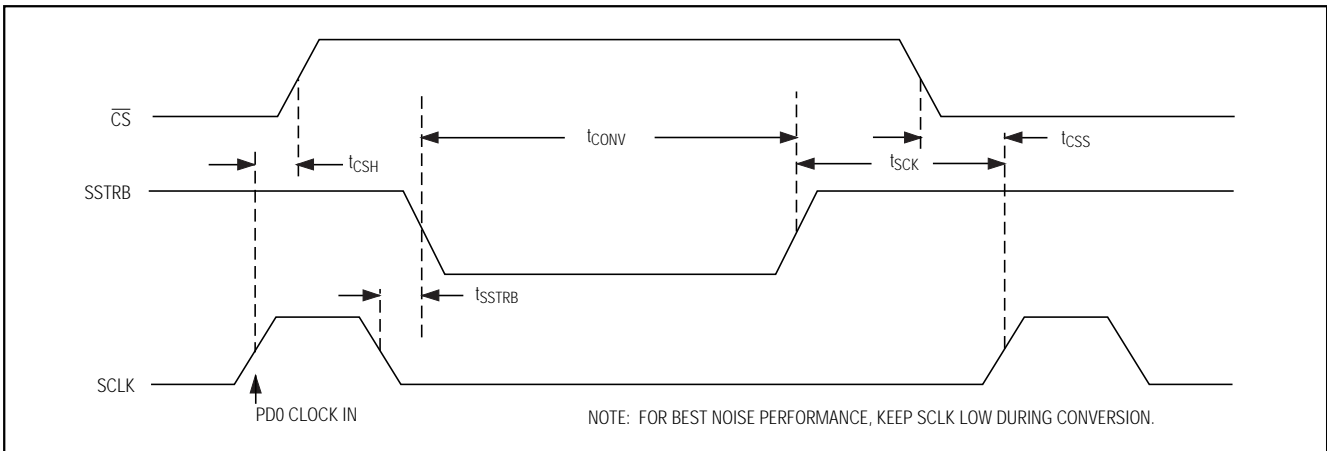 CS
tCONV
tCSS
tCSH
tSCK
SSTRB
tSSTRB
SCLK
PD0 CLOCK IN
NOTE: FOR BEST NOISE PERFORMANCE, KEEP SCLK LOW DURING CONVERSION.